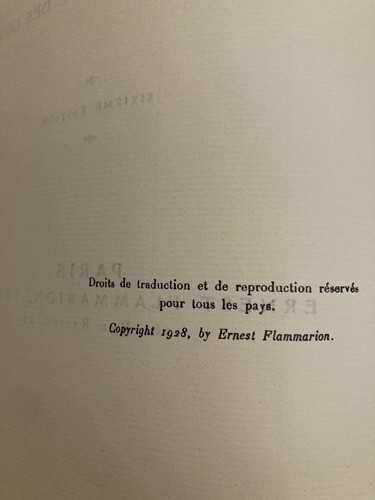 Droits de traduction et de reproduction réservés
pour tous les pays.
Copyright 1928, by Ernest Flammarion.